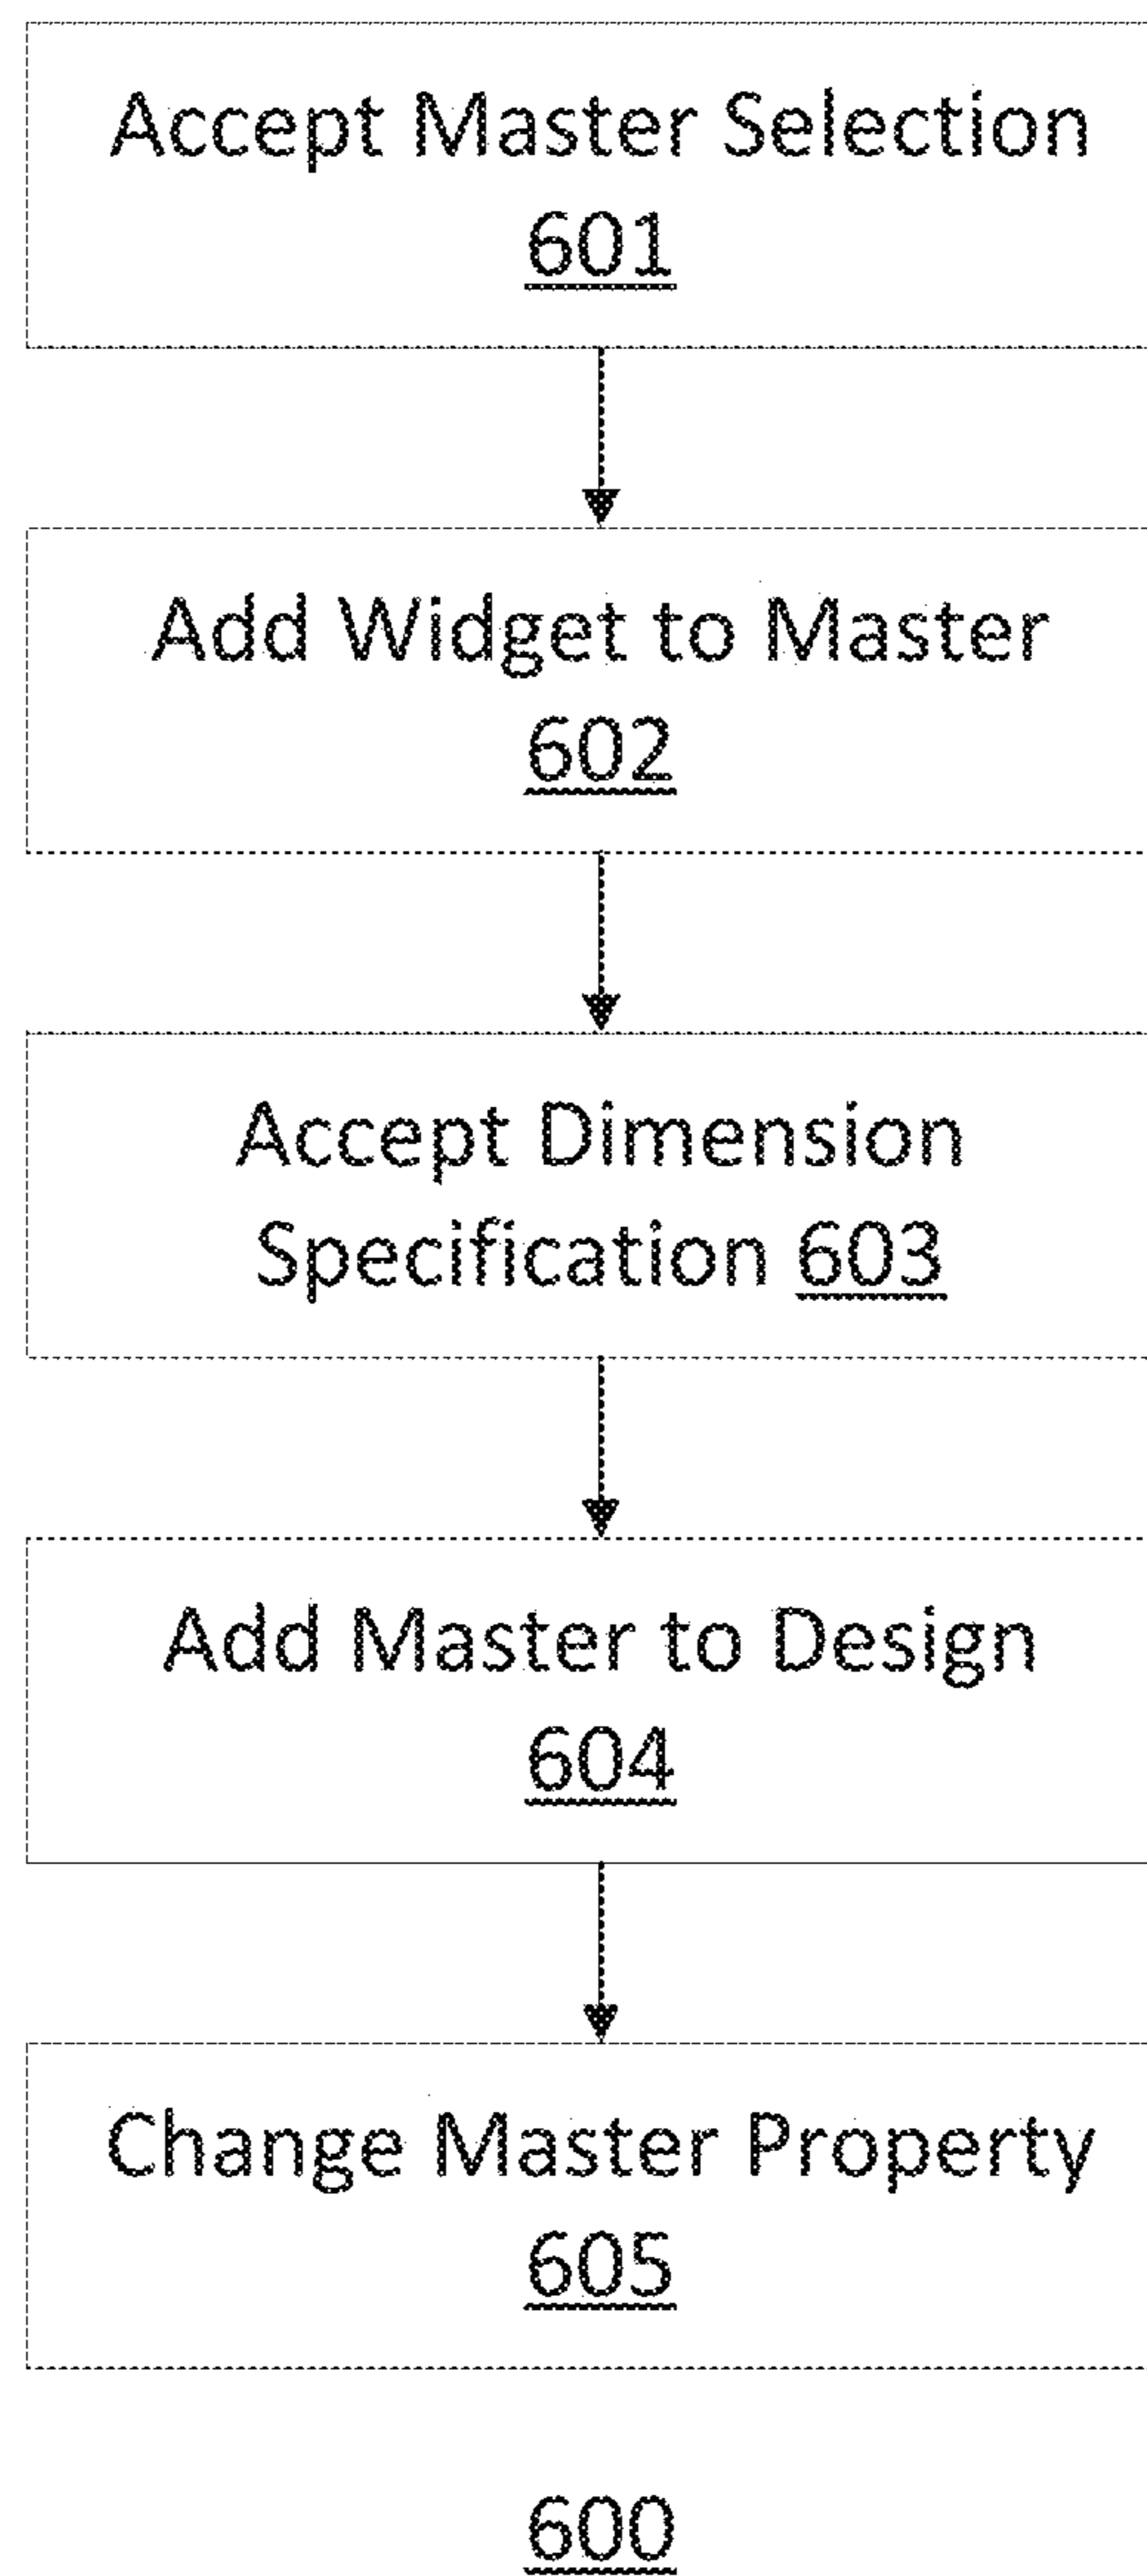 Accept Master Selection
601
Add Widget to Master
602
Accept Dimension
Specification 603
Add Master to Design
604
Change Master Property
605
600